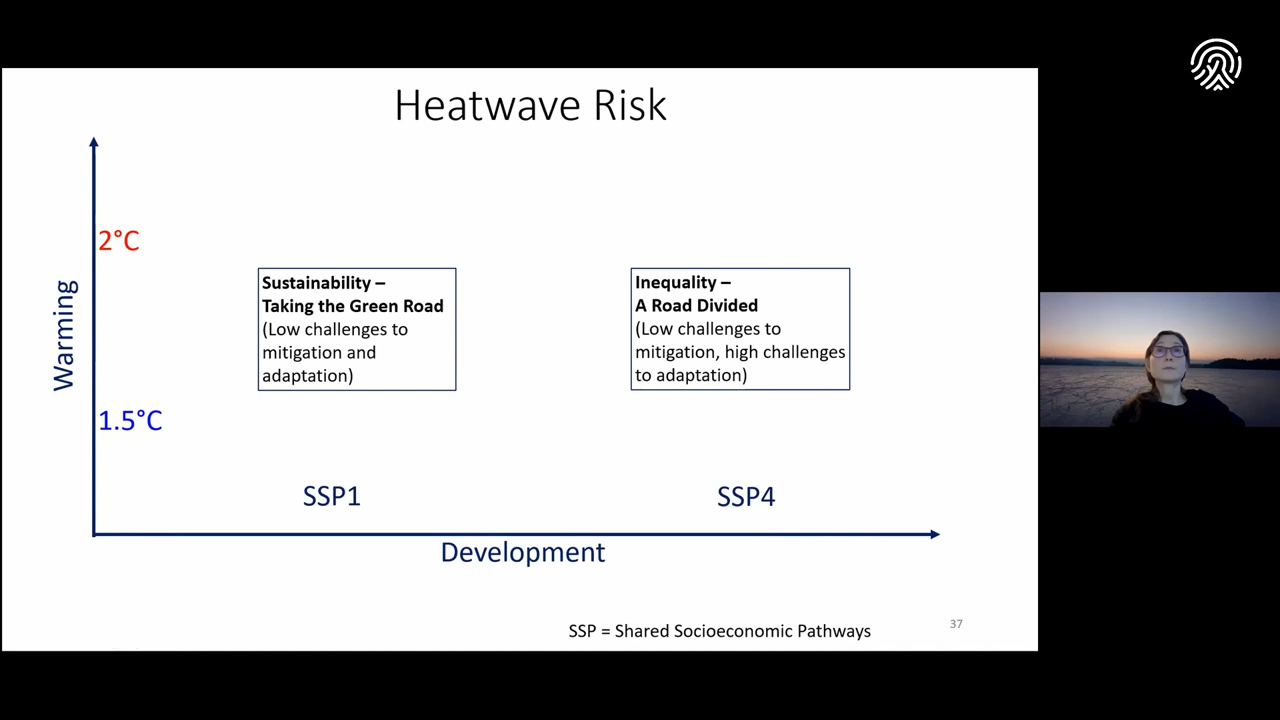 Heatwave Risk
Warming
2°C
1.5°C
Sustainability –
Taking the Green Road
(Low challenges to
mitigation and
adaptation)
Inequality –
A Road Divided
(Low challenges to
mitigation, high challenges
to adaptation)
SSP1
SSP4
Development
SSP = Shared Socioeconomic Pathways
37